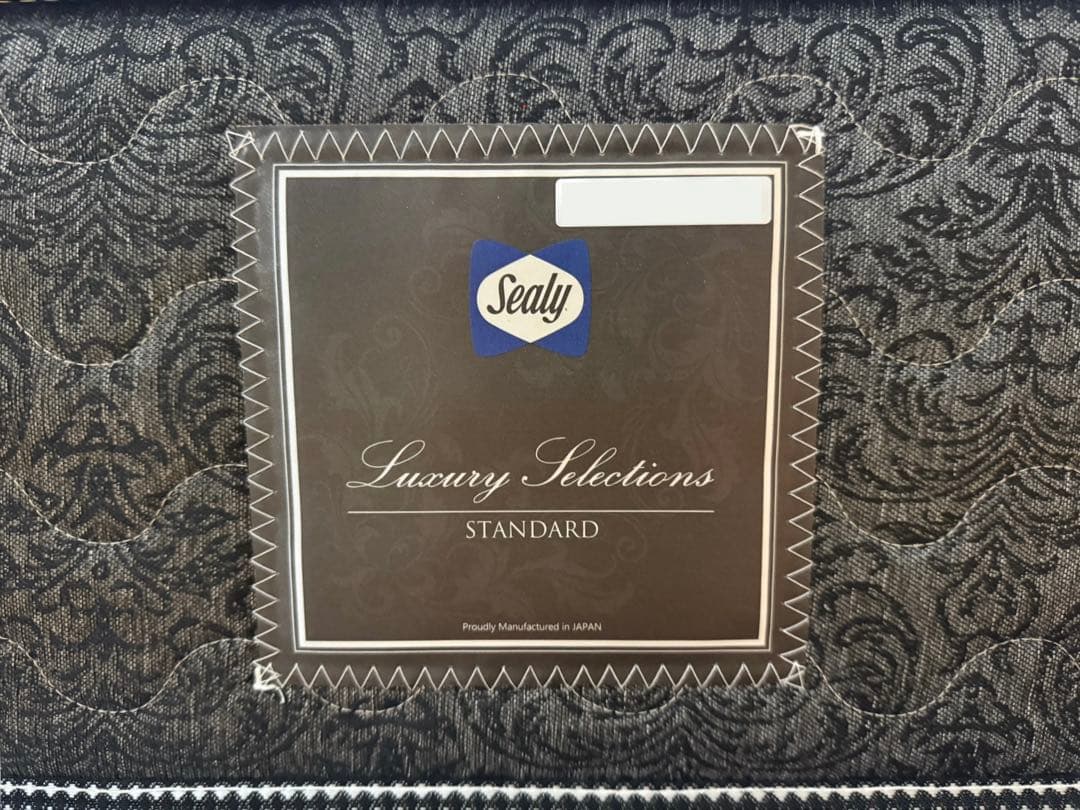 Sealy
Luxury Selections
STANDARD
Proudly Manufactured in JAPAN